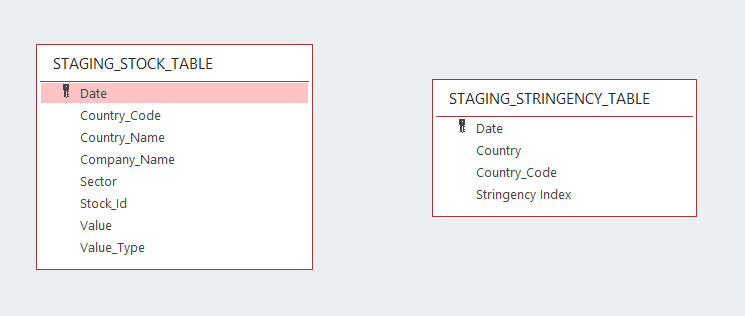 STAGING_STOCK_TABLE
Date
Country_Code
Country_Name
Company_Name
Sector
Stock_Id
Value
Value_Type
STAGING_STRINGENCY_TABLE
Date
Country
Country_Code
Stringency Index